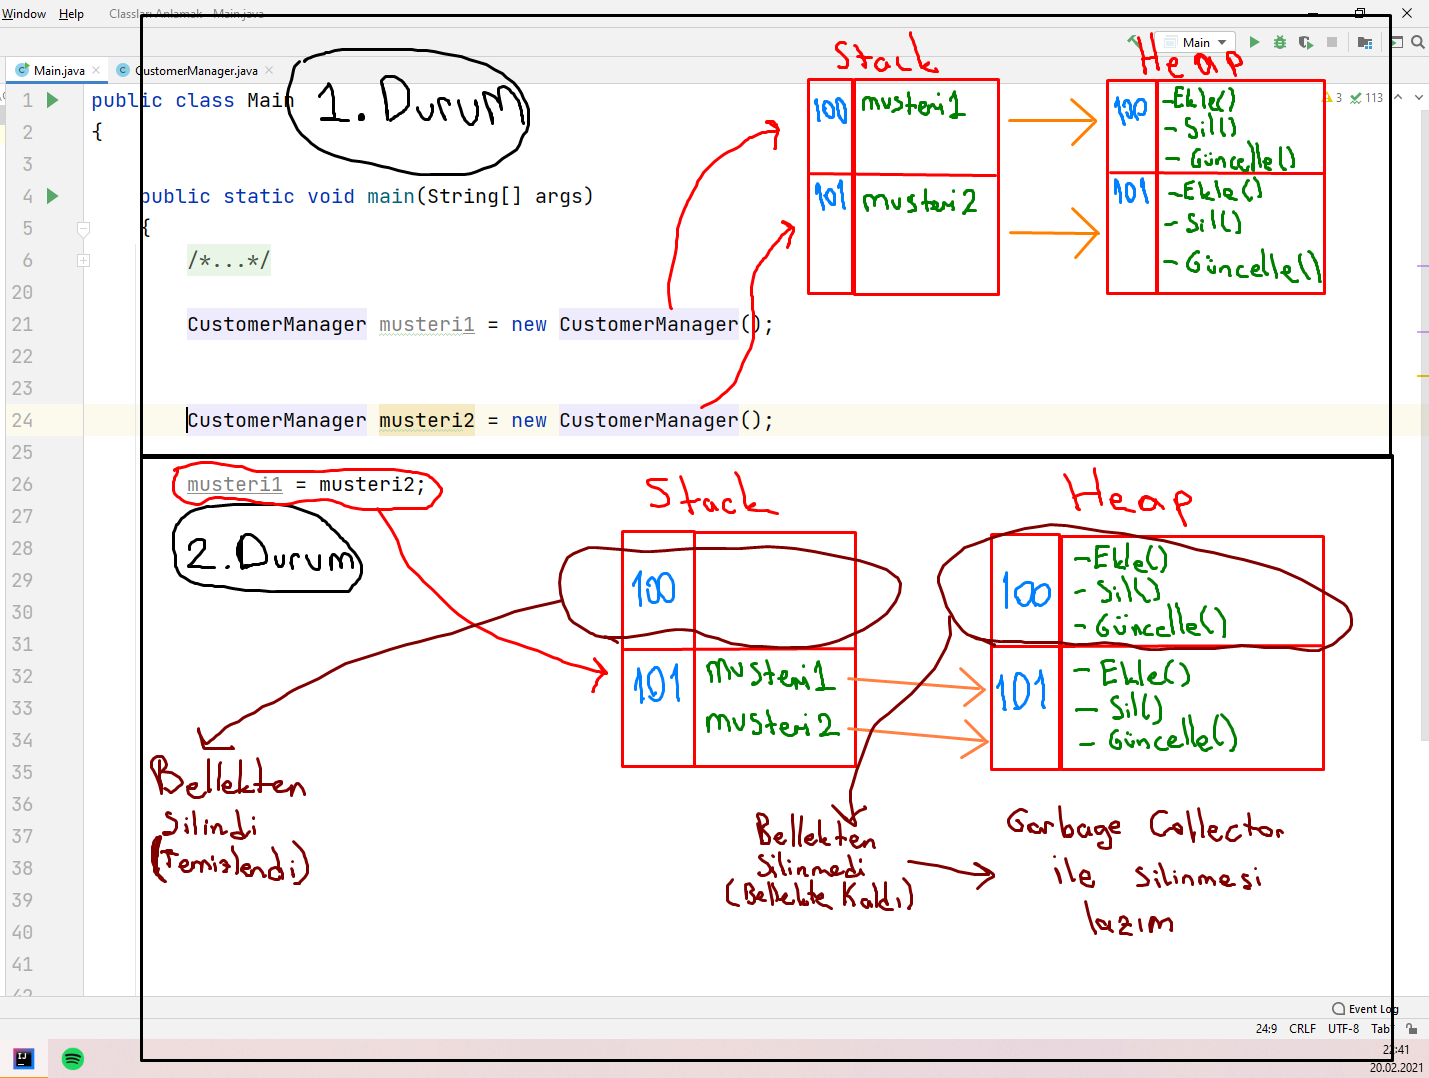 Window Help Classları Anlamak - Main.java
Main
Main.java CustomerManager.java
3 113
1 public class Main
2 {
3
4 public static void main(String[] args)
5 {
6 /*...*/
20
21 CustomerManager musteri1 = new CustomerManager();
22
23
24 CustomerManager musteri2 = new CustomerManager();
25
26 musteri1 = musteri2;
27
28
29
30
31
32
33
34
35
36
37
38
39
40
41
42
1. Durum
Stack
100 musteri1
101 musteri2
Heap
100 -Ekle()
- Sil()
- Güncelle()
101 -Ekle()
- Sil()
- Güncelle()
2. Durum
Stack
100
101 musteri1
musteri2
Heap
100 -Ekle()
- Sil()
- Güncelle()
101 - Ekle()
- Sil()
- Güncelle()
Bellekten
Silindi
(Temizlendi)
Bellekten
Silinmedi
(Bellekte Kaldı)
Garbage Collector
ile silinmesi
lazım
Event Log
24:9 CRLF UTF-8 Tab*
22:41
20.02.2021